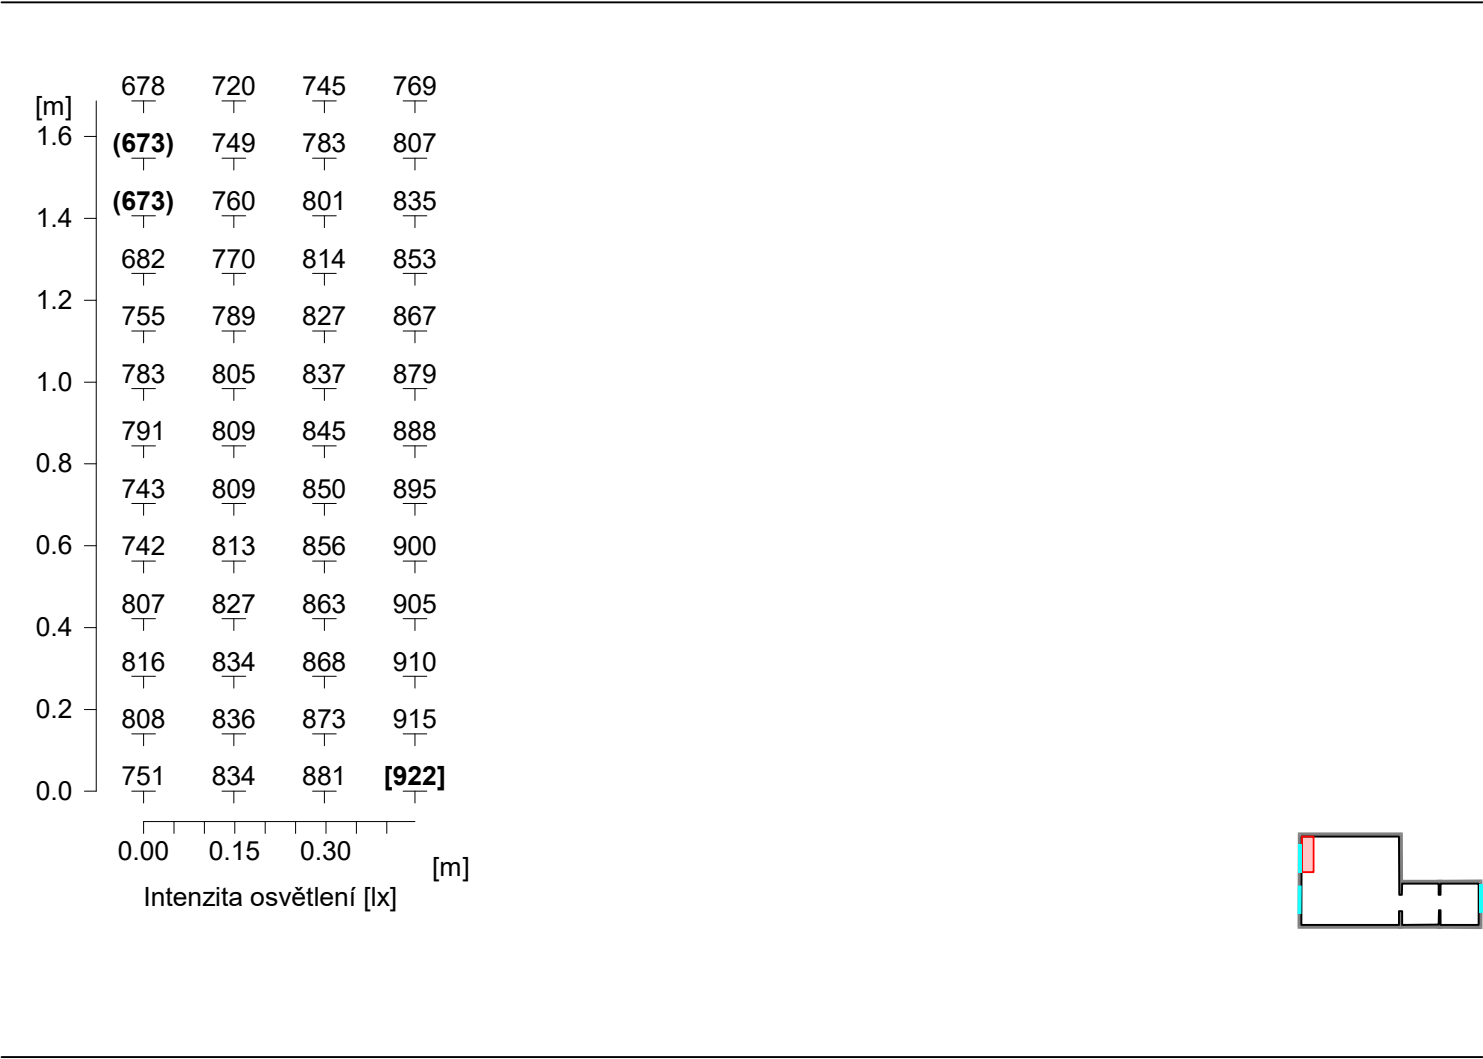 678 720 745 769
[m]
1.6 (673) 749 783 807
(673) 760 801 835
1.4
682 770 814 853
1.2
755 789 827 867
1.0 783 805 837 879
791 809 845 888
0.8
743 809 850 895
0.6 742 813 856 900
807 827 863 905
0.4
816 834 868 910
0.2
808 836 873 915
751 834 881 [922]
0.0
0.00 0.15 0.30
[m]
Intenzita osvětlení [lx]